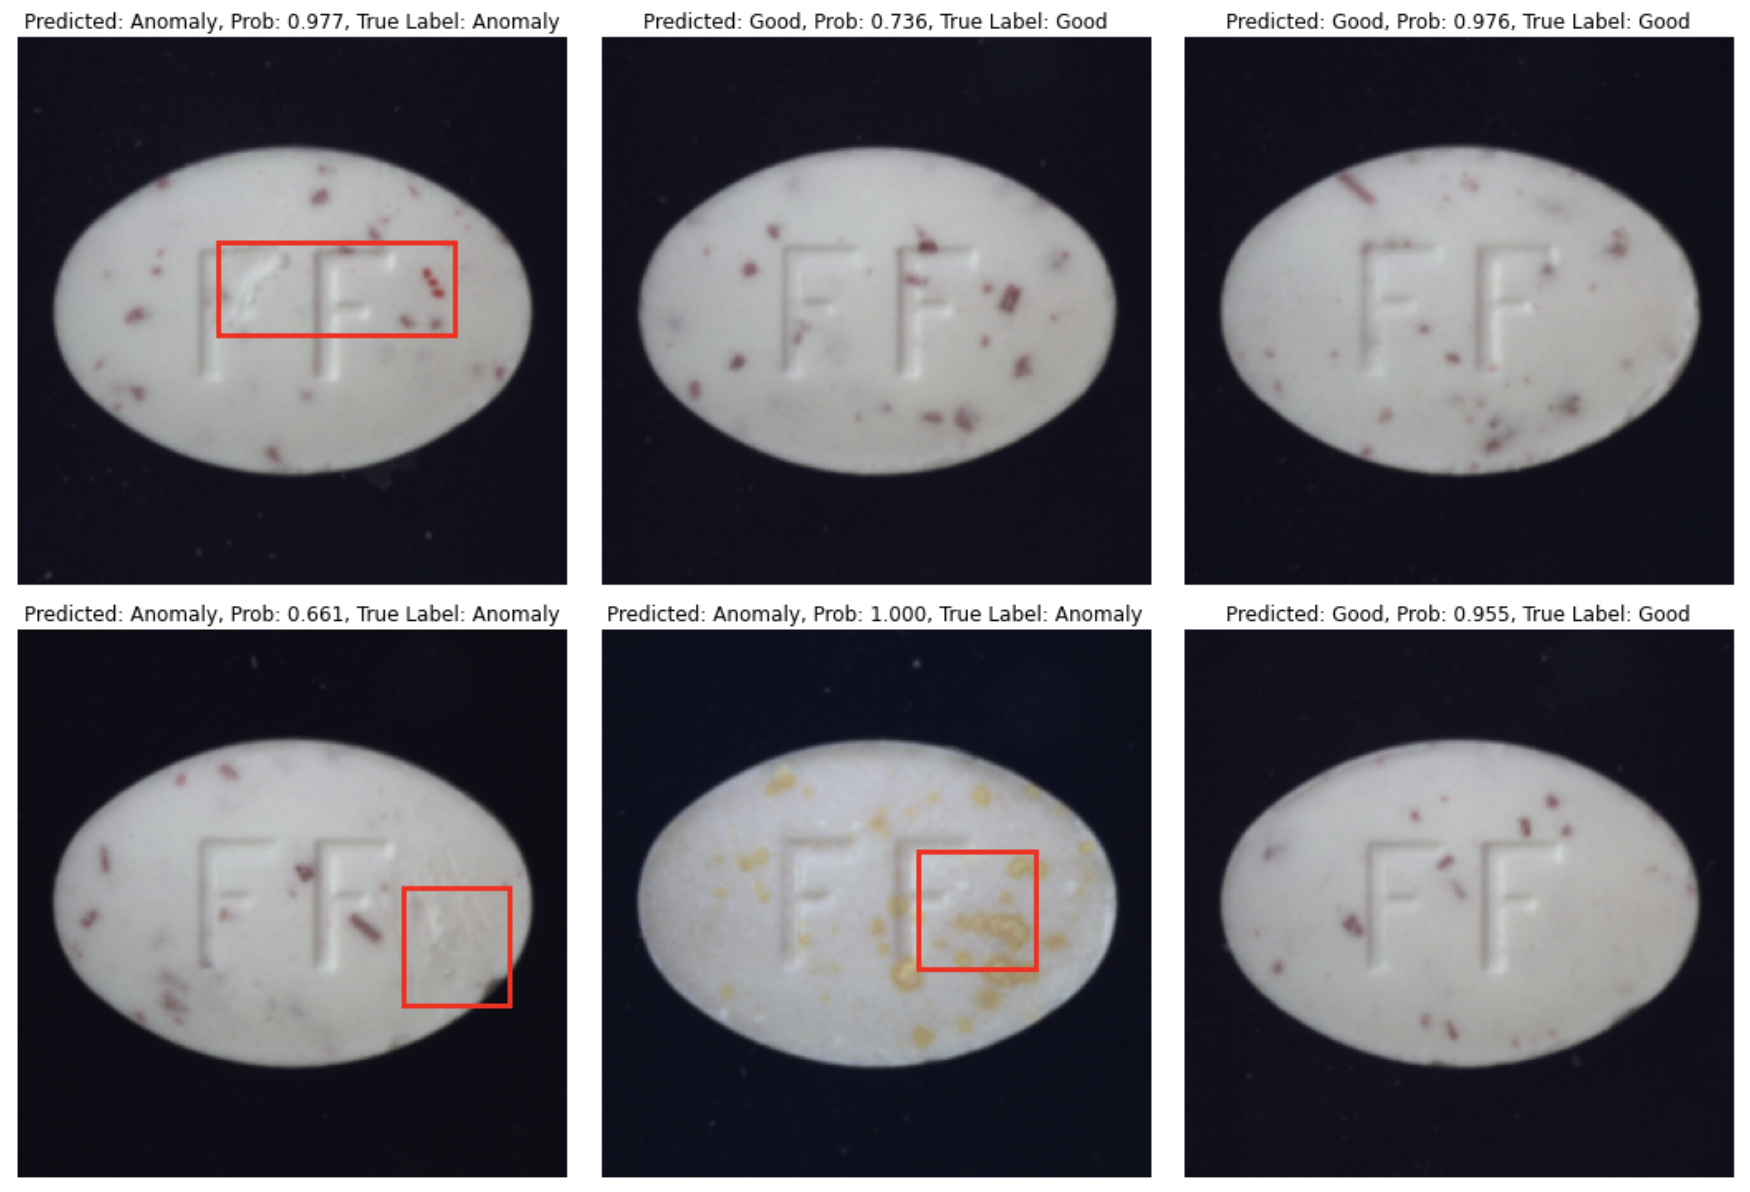 Predicted: Anomaly, Prob: 0.977, True Label: Anomaly
Predicted: Good, Prob: 0.736, True Label: Good
Predicted: Good, Prob: 0.976, True Label: Good
FF
FF
FF
Predicted: Anomaly, Prob: 0.661, True Label: Anomaly
Predicted: Anomaly, Prob: 1.000, True Label: Anomaly
Predicted: Good, Prob: 0.955, True Label: Good
FF
FF
FF